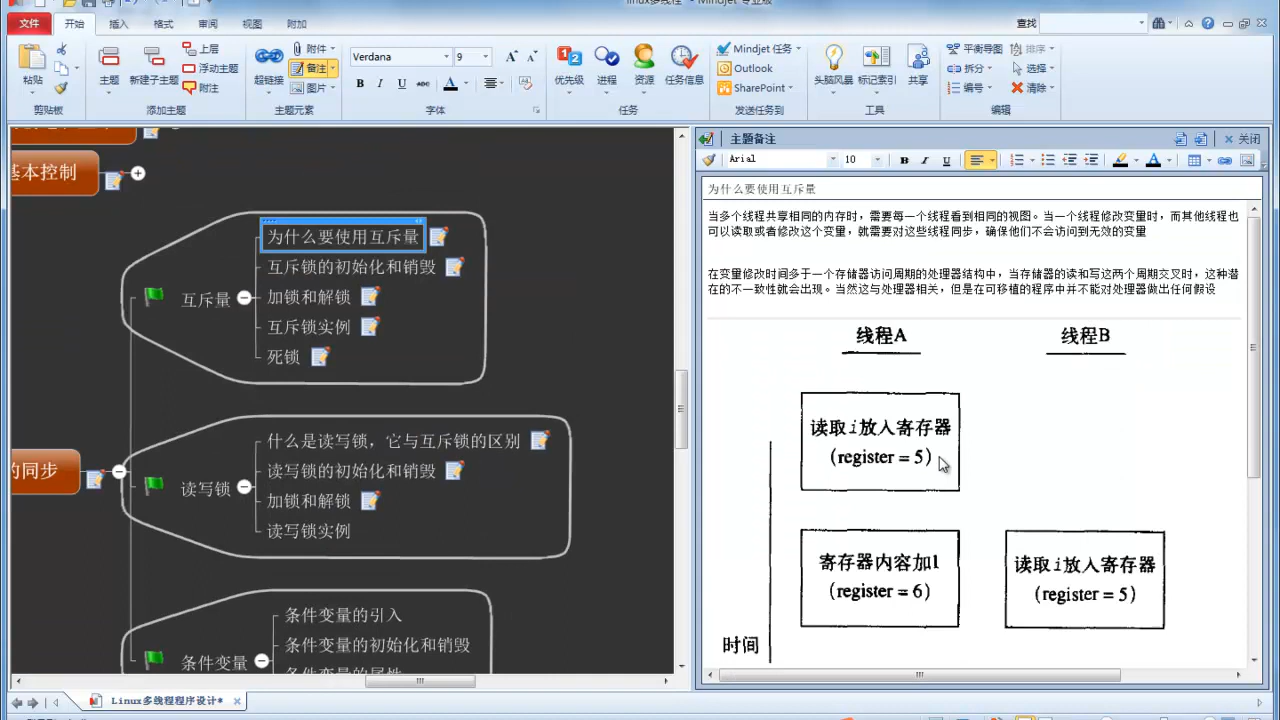 linux多线程 - Mindjet 专业版
文件 开始 插入 格式 审阅 视图 附加 查找
粘贴
剪贴板
主题 新建子主题
上层
浮动主题
附注
添加主题
超链接
附件
备注
图片
主题元素
Verdana 9
B I U
字体
优先级 进程 资源 任务信息
任务
Mindjet 任务
Outlook
SharePoint
发送任务到
头脑风暴 标记索引 共享
工具
平衡导图 排序
拆分 选择
编号 清除
编辑
基本控制
互斥量
为什么要使用互斥量
互斥锁的初始化和销毁
加锁和解锁
互斥锁实例
死锁
的同步
读写锁
什么是读写锁，它与互斥锁的区别
读写锁的初始化和销毁
加锁和解锁
读写锁实例
条件变量
条件变量的引入
条件变量的初始化和销毁
条件变量的属性
主题备注 关闭
Arial 10 B I U
为什么要使用互斥量
当多个线程共享相同的内存时，需要每一个线程看到相同的视图。当一个线程修改变量时，而其他线程也
可以读取或者修改这个变量，就需要对这些线程同步，确保他们不会访问到无效的变量
在变量修改时间多于一个存储器访问周期的处理器结构中，当存储器的读和写这两个周期交叉时，这种潜
在的不一致性就会出现。当然这与处理器相关，但是在可移植的程序中并不能对处理器做出任何假设
线程A 线程B
读取i放入寄存器
(register = 5)
寄存器内容加1
(register = 6)
读取i放入寄存器
(register = 5)
时间
Linux多线程程序设计*